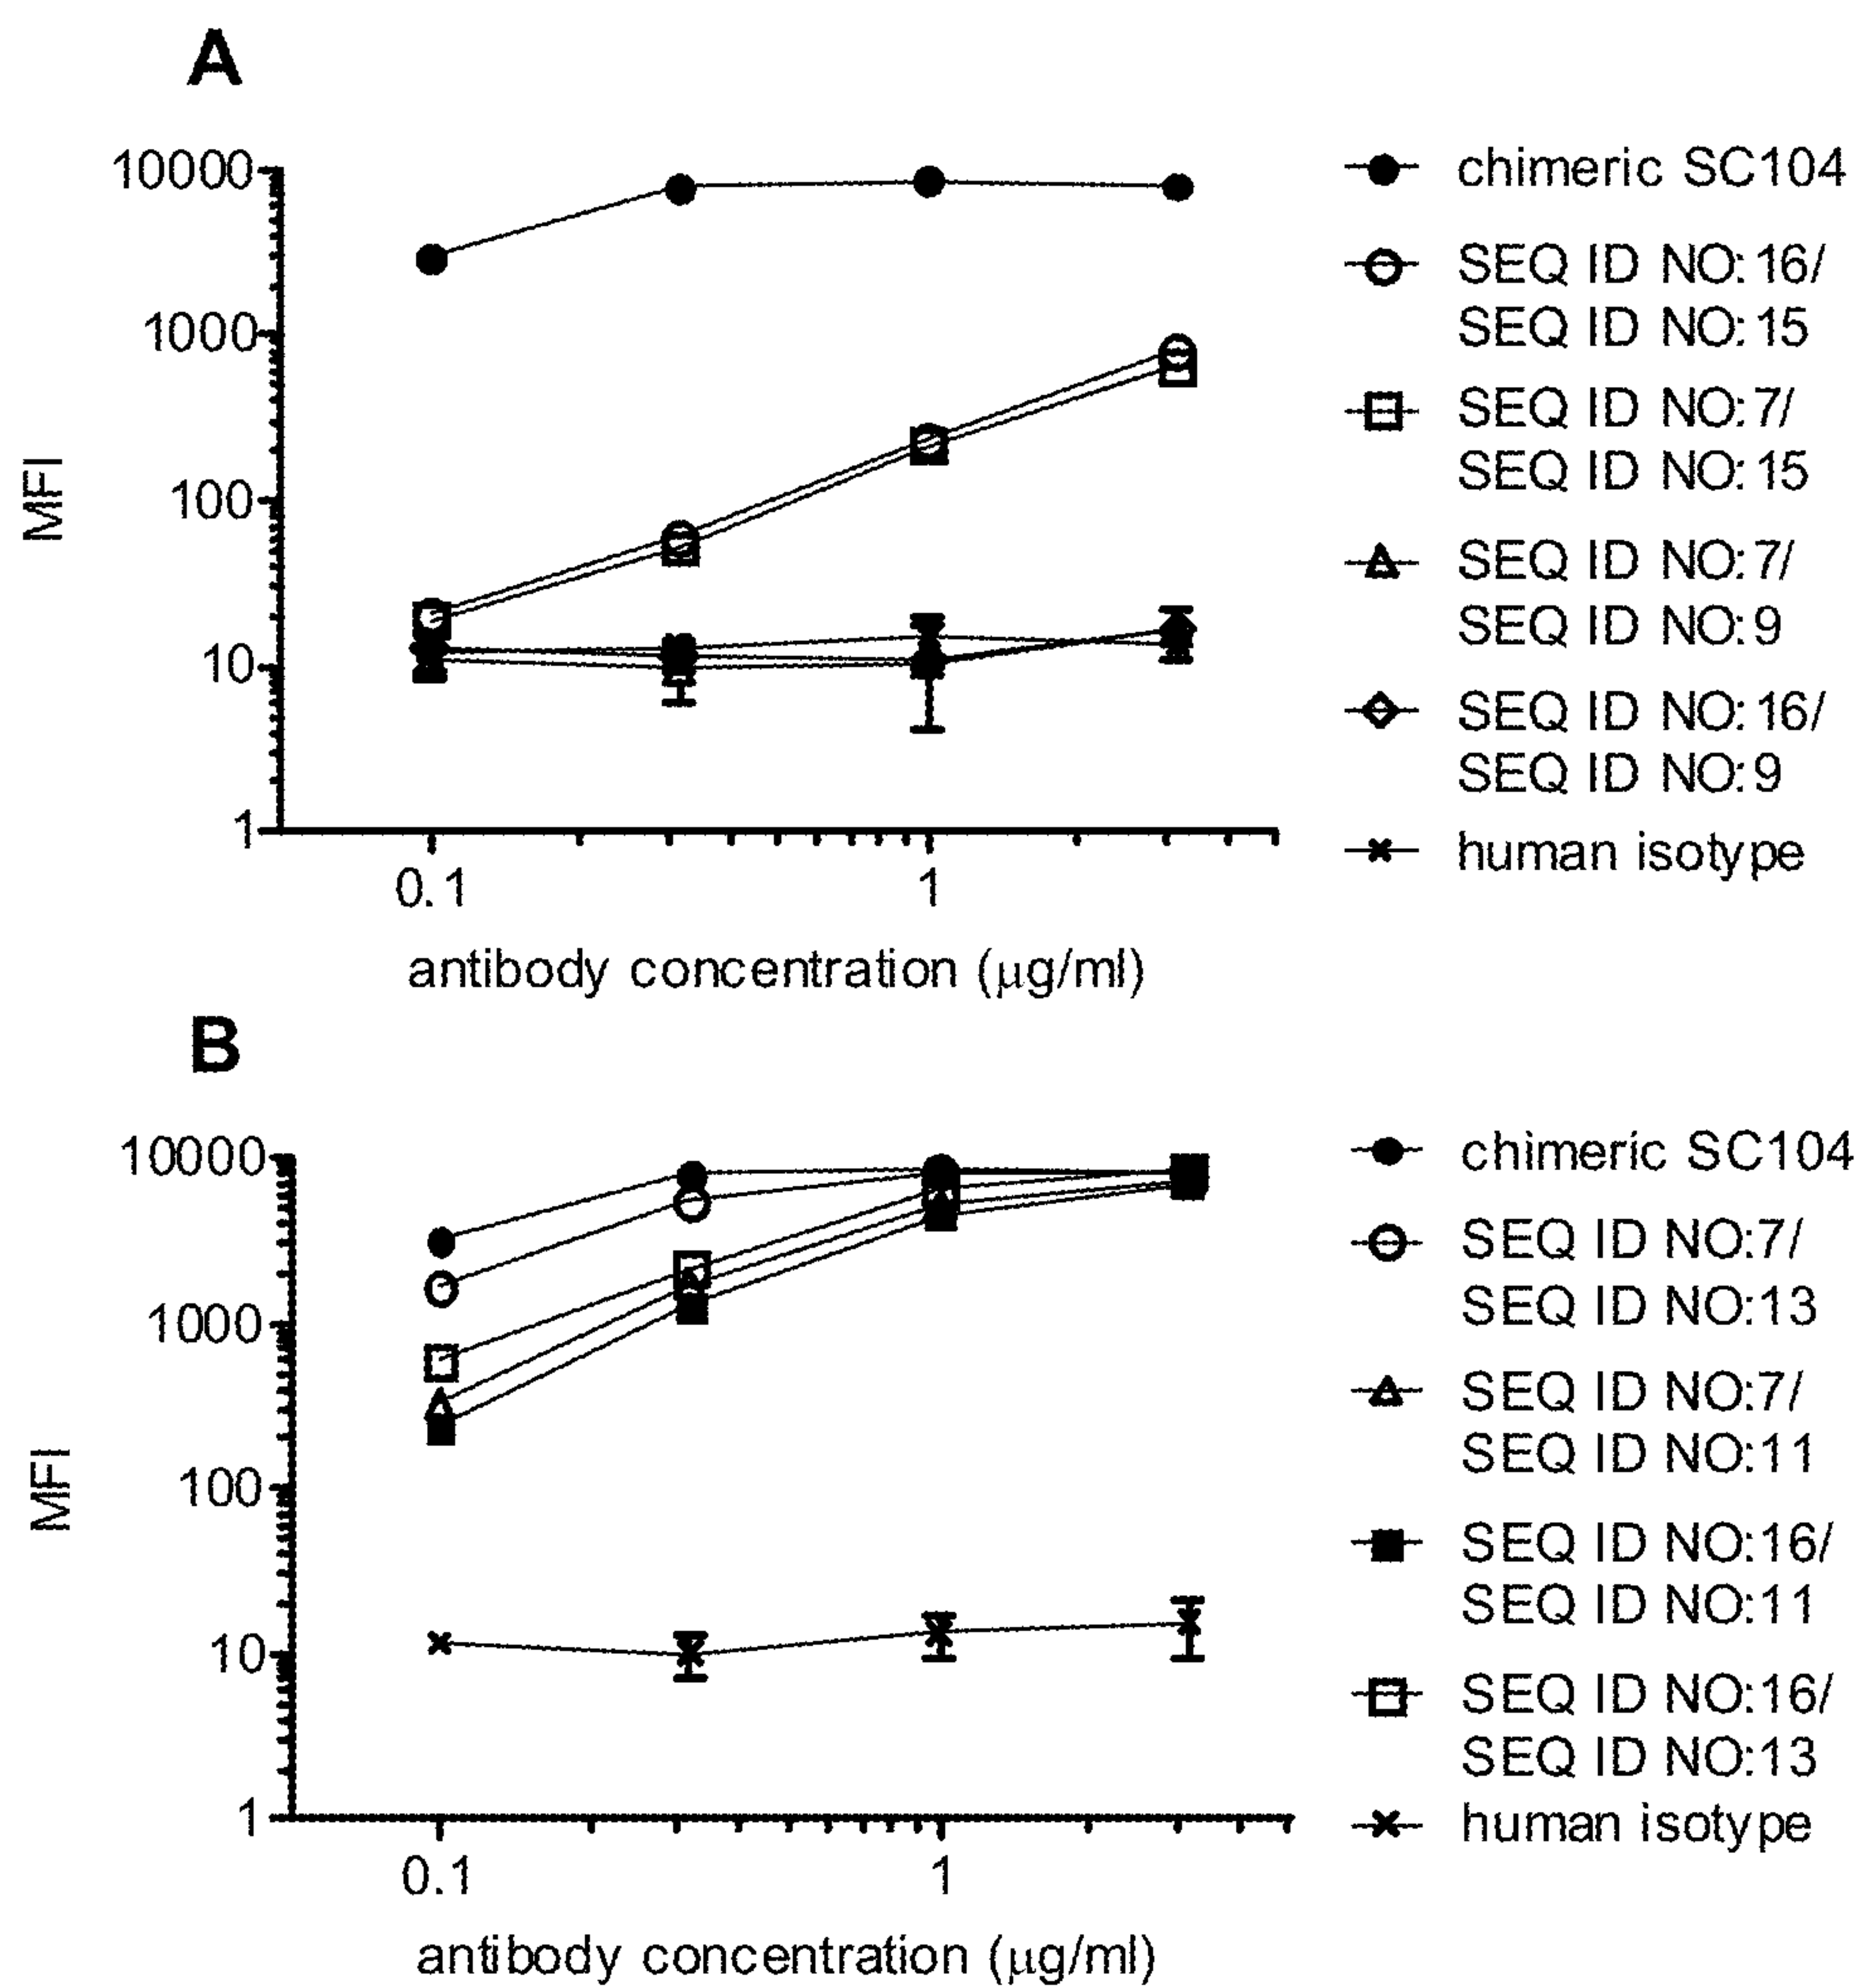 A
10000
1000
100
10
1
MFI
0.1
1
antibody concentration (μg/ml)
chimeric SC104
SEQ ID NO:16/
SEQ ID NO:15
SEQ ID NO:7/
SEQ ID NO:15
SEQ ID NO:7/
SEQ ID NO:9
SEQ ID NO:16/
SEQ ID NO:9
human isotype
B
10000
1000
100
10
1
MFI
0.1
1
antibody concentration (μg/ml)
chimeric SC104
SEQ ID NO:7/
SEQ ID NO:13
SEQ ID NO:7/
SEQ ID NO:11
SEQ ID NO:16/
SEQ ID NO:11
SEQ ID NO:16/
SEQ ID NO:13
human isotype